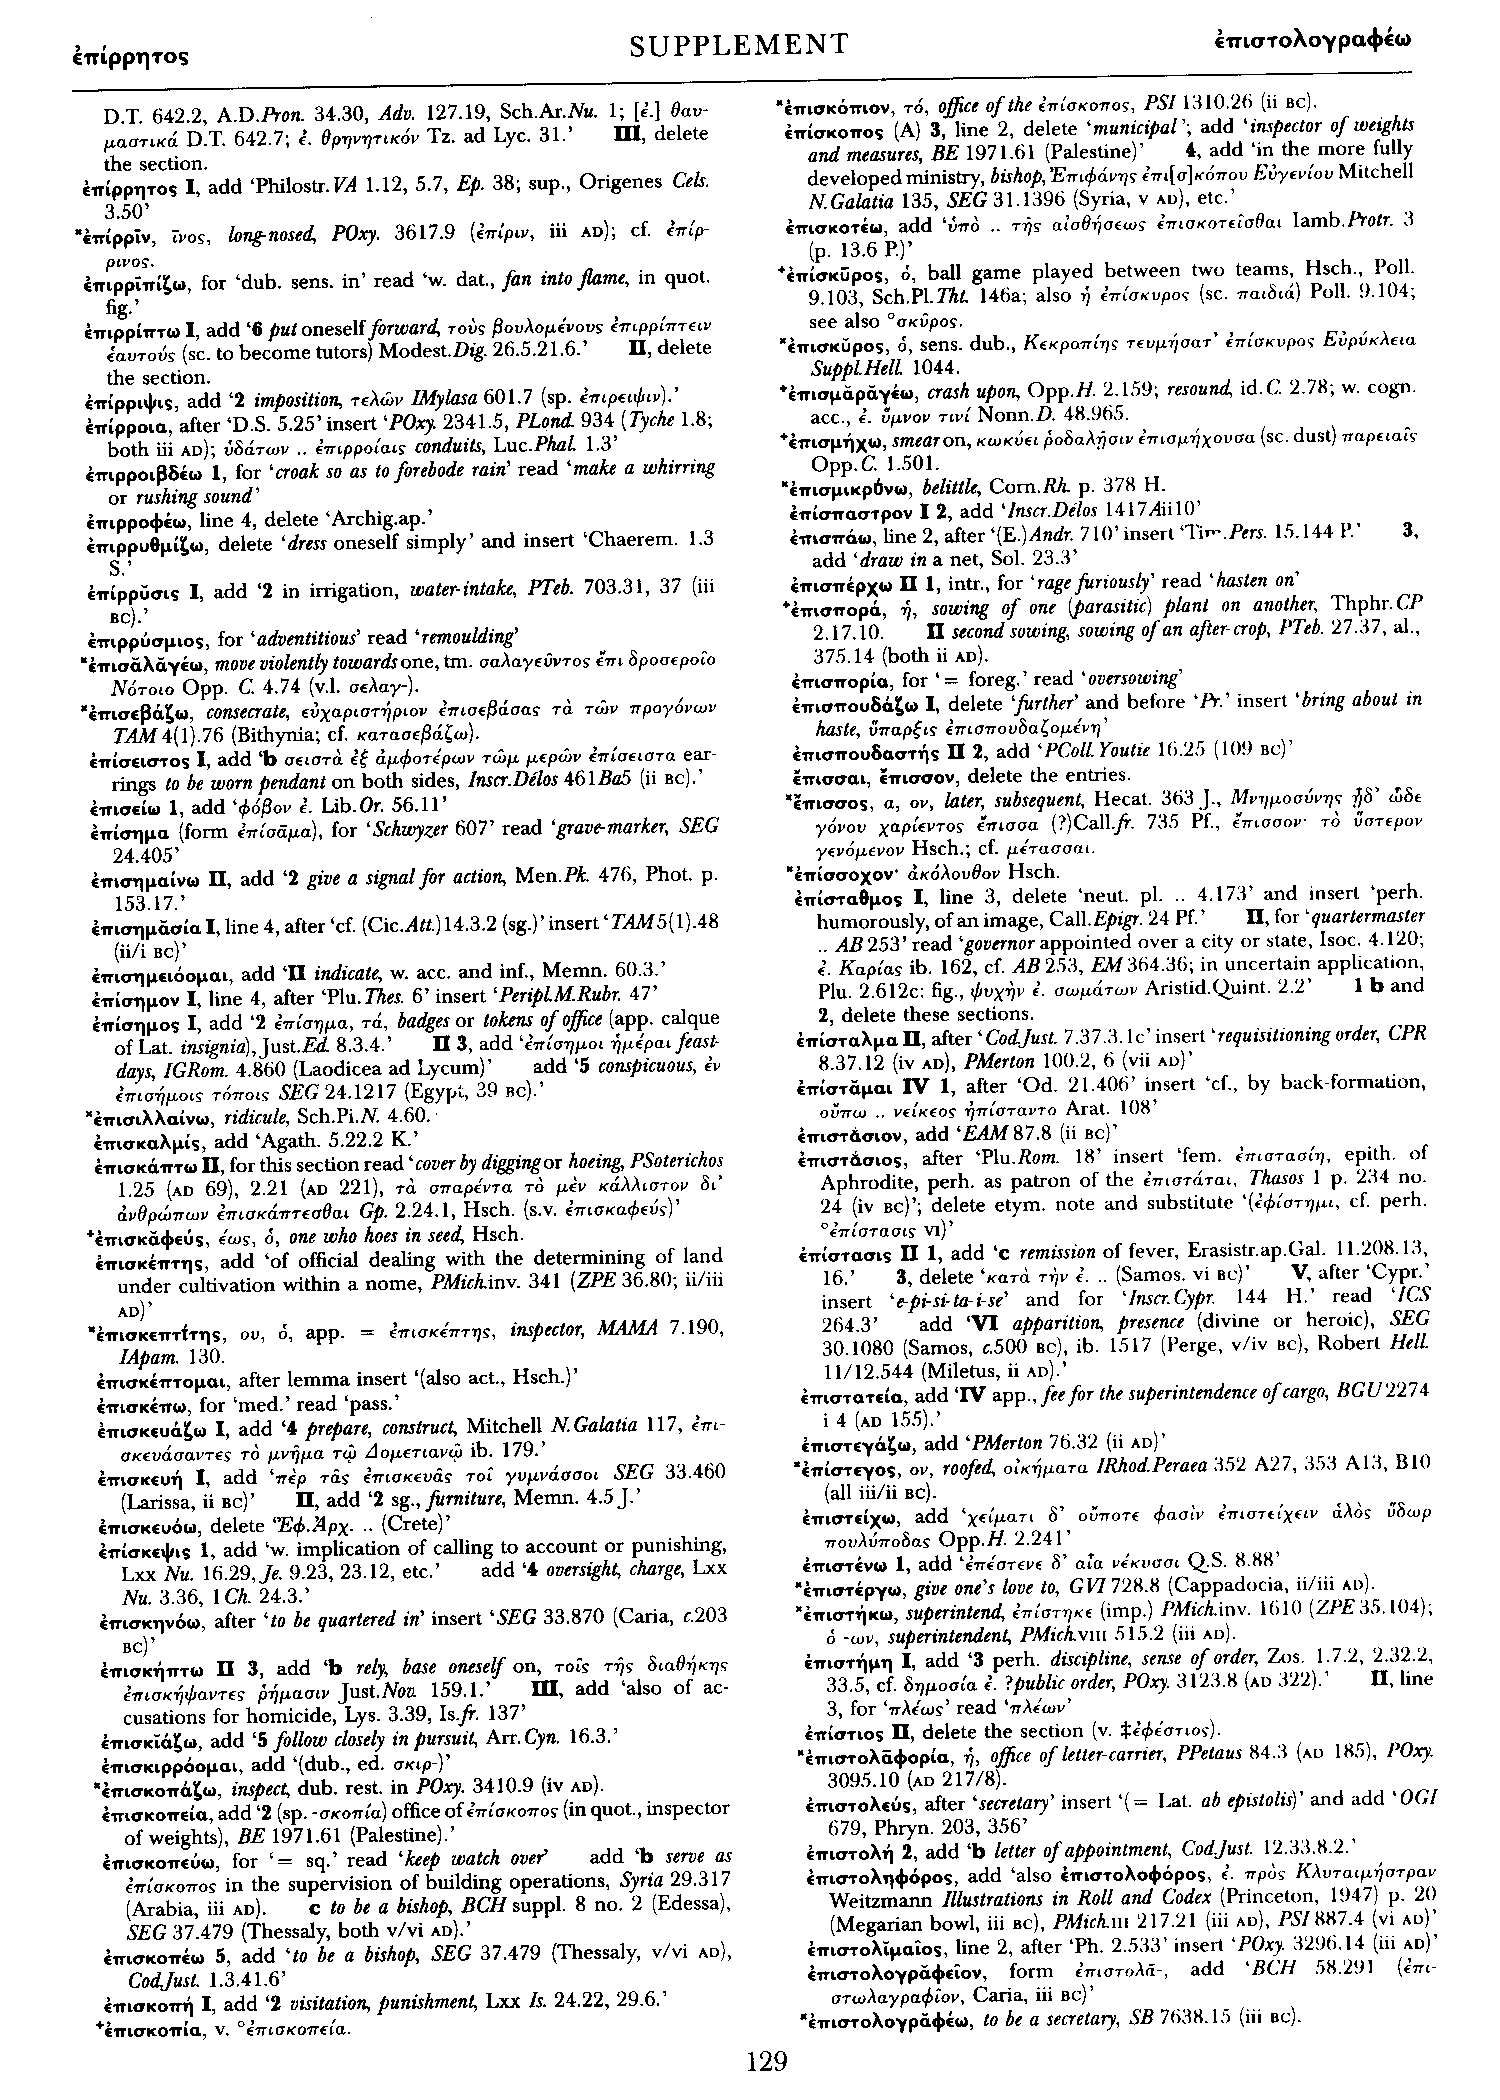 ἐπίρρητος
SUPPLEMENT
ἐπιστολογραφέω
D.T. 642.2, A.D.Pron. 34.30, Adv. 127.19, Sch.Ar.Nu. 1; [ἐ.] θαυ-
μαστικά D.T. 642.7; ἐ. θρηνητικόν Tz. ad Lyc. 31.’ III, delete
the section.
ἐπίρρητος I, add ‘Philostr.VA 1.12, 5.7, Ep. 38; sup., Origenes Cels.
3.50’
*ἐπίρρῑν, ῑνος, long-nosed, POxy. 3617.9 (ἐπίριν, iii AD); cf. ἐπίρ-
ρινος.
ἐπιρρῑπίζω, for ‘dub. sens. in’ read ‘w. dat., fan into flame, in quot.
fig.’
ἐπιρρίπτω I, add ‘6 put oneself forward, τοὺς βουλομένους ἐπιρρίπτειν
ἑαυτούς (sc. to become tutors) Modest.Dig. 26.5.21.6.’ II, delete
the section.
ἐπίρριψις, add ‘2 imposition, τελῶν IMylasa 601.7 (sp. ἐπιρειψιν).’
ἐπίρροια, after ‘D.S. 5.25’ insert ‘POxy. 2341.5, PLond. 934 (Tyche 1.8;
both iii AD); ὑδάτων .. ἐπιρροίαις conduits, Luc.Phal. 1.3’
ἐπιρροιβδέω 1, for ‘croak so as to forebode rain’ read ‘make a whirring
or rushing sound’
ἐπιρροφέω, line 4, delete ‘Archig.ap.’
ἐπιρρυθμίζω, delete ‘dress oneself simply’ and insert ‘Chaerem. 1.3
S.’
ἐπίρρῠσις I, add ‘2 in irrigation, water-intake, PTeb. 703.31, 37 (iii
BC).’
ἐπιρρύσμιος, for ‘adventitious’ read ‘remoulding’
*ἐπισᾰλᾰγέω, move violently towards one, tm. σαλαγεῦντος ἔπι δροσεροῖο
Νότοιο Opp. C. 4.74 (v.l. σελαγ-).
*ἐπισεβάζω, consecrate, εὐχαριστήριον ἐπισεβάσας τὰ τῶν προγόνων
TAM 4(1).76 (Bithynia; cf. κατασεβάζω).
ἐπίσειστος I, add ‘b σειστὰ ἐξ ἀμφοτέρων τῶμ μερῶν ἐπίσειστα ear-
rings to be worn pendant on both sides, Inscr.Délos 461Ba5 (ii BC).’
ἐπισείω 1, add ‘φόβον ἐ. Lib.Or. 56.11’
ἐπίσημα (form ἐπίσᾱμα), for ‘Schwyzer 607’ read ‘grave-marker, SEG
24.405’
ἐπισημαίνω II, add ‘2 give a signal for action, Men.Pk. 476, Phot. p.
153.17.’
ἐπισημᾰσία I, line 4, after ‘cf. (Cic.Att.) 14.3.2 (sg.)’ insert ‘TAM 5(1).48
(ii/i BC)’
ἐπισημειόομαι, add ‘II indicate, w. acc. and inf., Memn. 60.3.’
ἐπίσημον I, line 4, after ‘Plu.Thes. 6’ insert ‘Peripl.M.Rubr. 47’
ἐπίσημος I, add ‘2 ἐπίσημα, τά, badges or tokens of office (app. calque
of Lat. insignia), Just.Ed. 8.3.4.’ II 3, add ‘ἐπίσημοι ἡμέραι feast-
days, IGRom. 4.860 (Laodicea ad Lycum)’ add ‘5 conspicuous, ἐν
ἐπισήμοις τόποις SEG 24.1217 (Egypt, 39 BC).’
*ἐπισιλλαίνω, ridicule, Sch.Pi.N. 4.60.
ἐπισκαλμίς, add ‘Agath. 5.22.2 K.’
ἐπισκάπτω II, for this section read ‘cover by digging or hoeing, PSoterichos
1.25 (AD 69), 2.21 (AD 221), τὰ σπαρέντα τὸ μὲν κάλλιστον δι’
ἀνθρώπων ἐπισκάπτεσθαι Gp. 2.24.1, Hsch. (s.v. ἐπισκαφεύς)’
⁺ἐπισκᾰφεύς, έως, ὁ, one who hoes in seed, Hsch.
ἐπισκέπτης, add ‘of official dealing with the determining of land
under cultivation within a nome, PMich.inv. 341 (ZPE 36.80; ii/iii
AD)’
*ἐπισκεπτίτης, ου, ὁ, app. = ἐπισκέπτης, inspector, MAMA 7.190,
IApam. 130.
ἐπισκέπτομαι, after lemma insert ‘(also act., Hsch.)’
ἐπισκέπω, for ‘med.’ read ‘pass.’
ἐπισκευάζω I, add ‘4 prepare, construct, Mitchell N.Galatia 117, ἐπι-
σκευάσαντες τὸ μνῆμα τῷ Δομετιανῷ ib. 179.’
ἐπισκευή I, add ‘πὲρ τᾶς ἐπισκευᾶς τοῖ γυμνάσσοι SEG 33.460
(Larissa, ii BC)’ II, add ‘2 sg., furniture, Memn. 4.5 J.’
ἐπισκευόω, delete ‘Ἐφ.Ἀρχ. .. (Crete)’
ἐπίσκεψις 1, add ‘w. implication of calling to account or punishing,
Lxx Nu. 16.29, Je. 9.23, 23.12, etc.’ add ‘4 oversight, charge, Lxx
Nu. 3.36, 1Ch. 24.3.’
ἐπισκηνόω, after ‘to be quartered in’ insert ‘SEG 33.870 (Caria, c.203
BC)’
ἐπισκήπτω II 3, add ‘b rely, base oneself on, τοῖς τῆς διαθήκης
ἐπισκήψαντες ῥήμασιν Just.Nov. 159.1.’ III, add ‘also of ac-
cusations for homicide, Lys. 3.39, Is.fr. 137’
ἐπισκῐάζω, add ‘5 follow closely in pursuit, Arr.Cyn. 16.3.’
ἐπισκιρρόομαι, add ‘(dub., ed. σκιρ-)’
*ἐπισκοπάζω, inspect, dub. rest. in POxy. 3410.9 (iv AD).
ἐπισκοπεία, add ‘2 (sp. -σκοπία) office of ἐπίσκοπος (in quot., inspector
of weights), BE 1971.61 (Palestine).’
ἐπισκοπεύω, for ‘= sq.’ read ‘keep watch over’ add ‘b serve as
ἐπίσκοπος in the supervision of building operations, Syria 29.317
(Arabia, iii AD). c to be a bishop, BCH suppl. 8 no. 2 (Edessa),
SEG 37.479 (Thessaly, both v/vi AD).’
ἐπισκοπέω 5, add ‘to be a bishop, SEG 37.479 (Thessaly, v/vi AD),
Cod.Just. 1.3.41.6’
ἐπισκοπή I, add ‘2 visitation, punishment, Lxx Is. 24.22, 29.6.’
⁺ἐπισκοπία, v. °ἐπισκοπεία.
*ἐπισκόπιον, τό, office of the ἐπίσκοπος, PSI 1310.26 (ii BC).
ἐπίσκοπος (A) 3, line 2, delete ‘municipal’; add ‘inspector of weights
and measures, BE 1971.61 (Palestine)’ 4, add ‘in the more fully
developed ministry, bishop, Ἐπιφάνης ἐπι[σ]κόπου Εὐγενίου Mitchell
N.Galatia 135, SEG 31.1396 (Syria, v AD), etc.’
ἐπισκοτέω, add ‘ὑπὸ .. τῆς αἰσθήσεως ἐπισκοτεῖσθαι Iamb.Protr. 3
(p. 13.6 P.)’
⁺ἐπίσκῡρος, ὁ, ball game played between two teams, Hsch., Poll.
9.103, Sch.Pl.Tht. 146a; also ἡ ἐπίσκυρος (sc. παιδιά) Poll. 9.104;
see also °σκῦρος.
*ἐπισκῡρος, ὁ, sens. dub., Κεκροπίης τευμήσατ’ ἐπίσκυρος Εὐρύκλεια
Suppl.Hell. 1044.
⁺ἐπισμᾰρᾰγέω, crash upon, Opp.H. 2.159; resound, id.C. 2.78; w. cogn.
acc., ἐ. ὕμνον τινί Nonn.D. 48.965.
⁺ἐπισμήχω, smear on, κωκύει ῥοδαλῇσιν ἐπισμήχουσα (sc. dust) παρειαῖς
Opp.C. 1.501.
*ἐπισμικρύνω, belittle, Corn.Rh. p. 378 H.
ἐπίσπαστρον I 2, add ‘Inscr.Délos 1417Aii10’
ἐπισπάω, line 2, after ‘(E.)Andr. 710’ insert ‘Tim.Pers. 15.144 P.’ 3,
add ‘draw in a net, Sol. 23.3’
ἐπισπέρχω II 1, intr., for ‘rage furiously’ read ‘hasten on’
⁺ἐπισπορά, ἡ, sowing of one (parasitic) plant on another, Thphr.CP
2.17.10. II second sowing, sowing of an after-crop, PTeb. 27.37, al.,
375.14 (both ii AD).
ἐπισπορία, for ‘= foreg.’ read ‘oversowing’
ἐπισπουδάζω I, delete ‘further’ and before ‘Pr.’ insert ‘bring about in
haste, ὕπαρξις ἐπισπουδαζομένη’
ἐπισπουδαστής II 2, add ‘PColl.Youtie 16.25 (109 BC)’
ἔπισσαι, ἔπισσον, delete the entries.
*ἔπισσος, α, ον, later, subsequent, Hecat. 363 J., Μνημοσύνης ᾗδ’ ὧδε
γόνου χαρίεντος ἔπισσα (?)Call.fr. 735 Pf., ἔπισσον· τὸ ὕστερον
γενόμενον Hsch.; cf. μέτασσαι.
*ἐπίσσοχον· ἀκόλουθον Hsch.
ἐπίσταθμος I, line 3, delete ‘neut. pl. .. 4.173’ and insert ‘perh.
humorously, of an image, Call.Epigr. 24 Pf.’ II, for ‘quartermaster
.. AB 253’ read ‘governor appointed over a city or state, Isoc. 4.120;
ἐ. Καρίας ib. 162, cf. AB 253, EM 364.36; in uncertain application,
Plu. 2.612c: fig., ψυχὴν ἐ. σωμάτων Aristid.Quint. 2.2’ 1 b and
2, delete these sections.
ἐπίσταλμα II, after ‘Cod.Just. 7.37.3.1c’ insert ‘requisitioning order, CPR
8.37.12 (iv AD), PMerton 100.2, 6 (vii AD)’
ἐπίστᾰμαι IV 1, after ‘Od. 21.406’ insert ‘cf., by back-formation,
οὔπω .. νείκεος ἠπίσταντο Arat. 108’
ἐπιστᾰσιον, add ‘EAM 87.8 (ii BC)’
ἐπιστᾰσιος, after ‘Plu.Rom. 18’ insert ‘fem. ἐπιστασίη, epith. of
Aphrodite, perh. as patron of the ἐπιστάται, Thasos 1 p. 234 no.
24 (iv BC)’; delete etym. note and substitute ‘(ἐφίστημι, cf. perh.
°ἐπίστασις VI)’
ἐπίστασις II 1, add ‘c remission of fever, Erasistr.ap.Gal. 11.208.13,
16.’ 3, delete ‘κατὰ τὴν ἐ. .. (Samos. vi BC)’ V, after ‘Cypr.’
insert ‘e-pi-si-ta-i-se’ and for ‘Inscr.Cypr. 144 H.’ read ‘ICS
264.3’ add ‘VI apparition, presence (divine or heroic), SEG
30.1080 (Samos, c.500 BC), ib. 1517 (Perge, v/iv BC), Robert Hell.
11/12.544 (Miletus, ii AD).’
ἐπιστατεία, add ‘IV app., fee for the superintendence of cargo, BGU 2274
i 4 (AD 155).’
ἐπιστεγάζω, add ‘PMerton 76.32 (ii AD)’
*ἐπίστεγος, ον, roofed, οἰκήματα IRhod.Peraea 352 A27, 353 A13, B10
(all iii/ii BC).
ἐπιστείχω, add ‘χείματι δ’ οὔποτε φασὶν ἐπιστείχειν ἁλὸς ὕδωρ
πουλύποδας Opp.H. 2.241’
ἐπιστένω 1, add ‘ἐπέστενε δ’ αἶα νέκυσσι Q.S. 8.88’
*ἐπιστέργω, give one’s love to, GVI 728.8 (Cappadocia, ii/iii AD).
*ἐπιστήκω, superintend, ἐπίστηκε (imp.) PMich.inv. 1610 (ZPE 35.104);
ὁ -ων, superintendent, PMich.VIII 515.2 (iii AD).
ἐπιστήμη I, add ‘3 perh. discipline, sense of order, Zos. 1.7.2, 2.32.2,
33.5, cf. δημοσία ἐ. ?public order, POxy. 3123.8 (AD 322).’ II, line
3, for ‘πλέως’ read ‘πλέων’
ἐπίστιος II, delete the section (v. ‡ἐφέστιος).
*ἐπιστολᾱφορία, ἡ, office of letter-carrier, PPetaus 84.3 (AD 185), POxy.
3095.10 (AD 217/8).
ἐπιστολεύς, after ‘secretary’ insert ‘(= Lat. ab epistolis)’ and add ‘OGI
679, Phryn. 203, 356’
ἐπιστολή 2, add ‘b letter of appointment, Cod.Just. 12.33.8.2.’
ἐπιστοληφόρος, add ‘also ἐπιστολοφόρος, ἐ. πρὸς Κλυταιμήστραν
Weitzmann Illustrations in Roll and Codex (Princeton, 1947) p. 20
(Megarian bowl, iii BC), PMich.III 217.21 (iii AD), PSI 887.4 (vi AD)’
ἐπιστολῐμαῖος, line 2, after ‘Ph. 2.533’ insert ‘POxy. 3296.14 (iii AD)’
ἐπιστολογρᾰφεῖον, form ἐπιστολᾱ-, add ‘BCH 58.291 (ἐπι-
στωλαγραφῖον, Caria, iii BC)’
*ἐπιστολογρᾰφέω, to be a secretary, SB 7638.15 (iii BC).
129